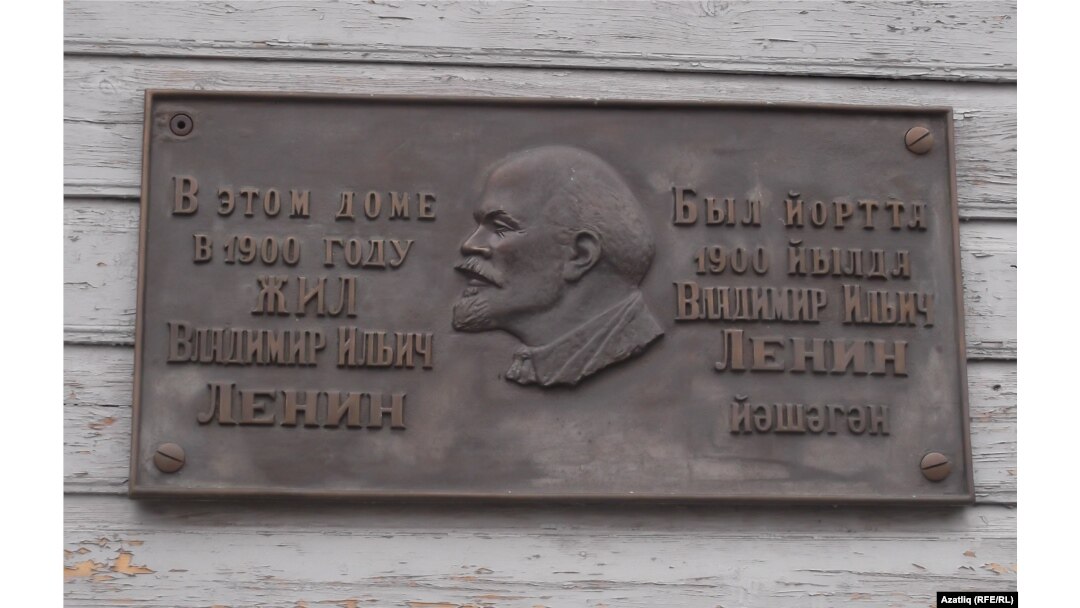 В ЭТОМ ДОМЕ
В 1900 ГОДУ
ЖИЛ
ВЛАДИМИР ИЛЬИЧ
ЛЕНИН
БЫЛ ЙОРТТА
1900 ЙЫЛДА
ВЛАДИМИР ИЛЬИЧ
ЛЕНИН
ЙӘШӘГӘН
Azatliq (RFE/RL)